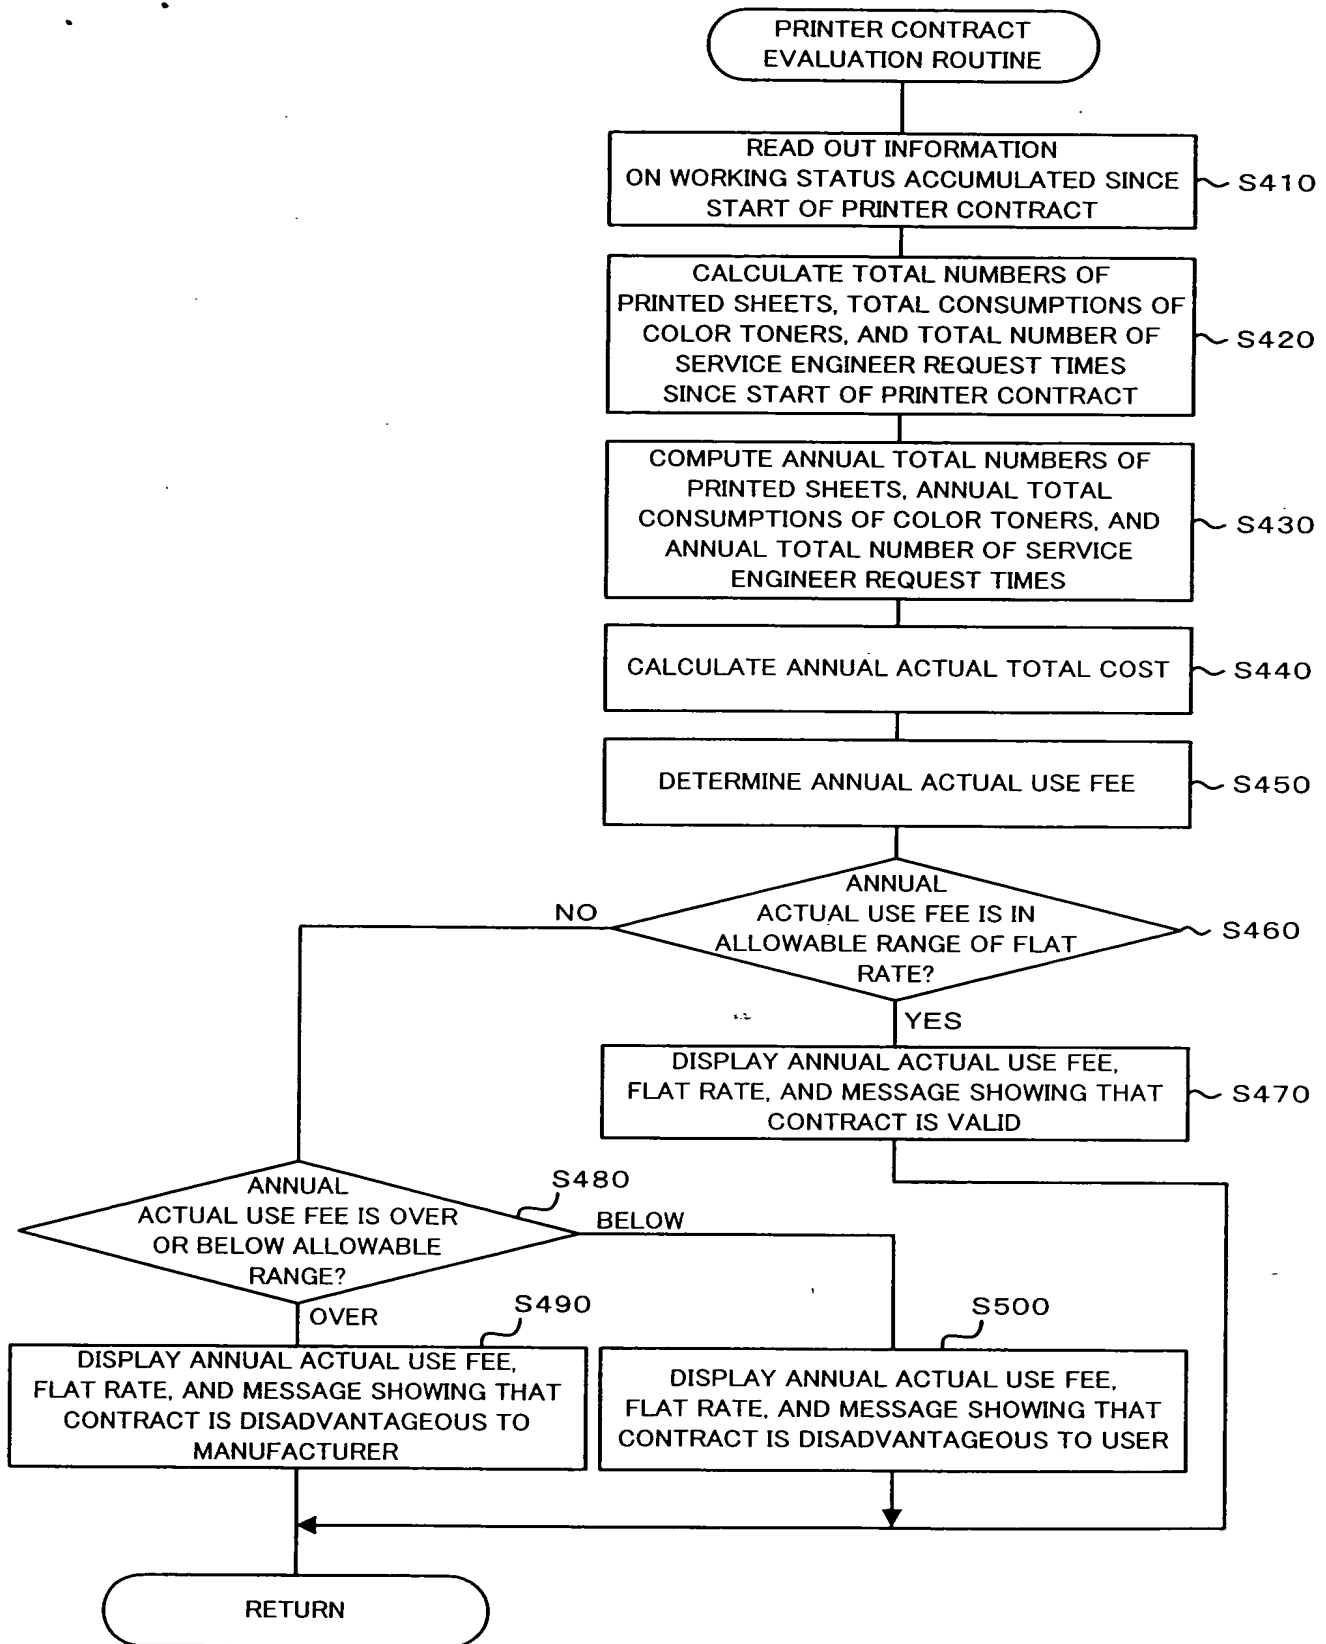 PRINTER CONTRACT
EVALUATION ROUTINE
READ OUT INFORMATION
ON WORKING STATUS ACCUMULATED SINCE
START OF PRINTER CONTRACT
S410
CALCULATE TOTAL NUMBERS OF
PRINTED SHEETS, TOTAL CONSUMPTIONS OF
COLOR TONERS, AND TOTAL NUMBER OF
SERVICE ENGINEER REQUEST TIMES
SINCE START OF PRINTER CONTRACT
S420
COMPUTE ANNUAL TOTAL NUMBERS OF
PRINTED SHEETS, ANNUAL TOTAL
CONSUMPTIONS OF COLOR TONERS, AND
ANNUAL TOTAL NUMBER OF SERVICE
ENGINEER REQUEST TIMES
S430
CALCULATE ANNUAL ACTUAL TOTAL COST
S440
DETERMINE ANNUAL ACTUAL USE FEE
S450
ANNUAL
ACTUAL USE FEE IS IN
ALLOWABLE RANGE OF FLAT
RATE?
S460
NO
YES
DISPLAY ANNUAL ACTUAL USE FEE,
FLAT RATE, AND MESSAGE SHOWING THAT
CONTRACT IS VALID
S470
ANNUAL
ACTUAL USE FEE IS OVER
OR BELOW ALLOWABLE
RANGE?
S480
BELOW
OVER
S490
DISPLAY ANNUAL ACTUAL USE FEE,
FLAT RATE, AND MESSAGE SHOWING THAT
CONTRACT IS DISADVANTAGEOUS TO
MANUFACTURER
S500
DISPLAY ANNUAL ACTUAL USE FEE,
FLAT RATE, AND MESSAGE SHOWING THAT
CONTRACT IS DISADVANTAGEOUS TO USER
RETURN